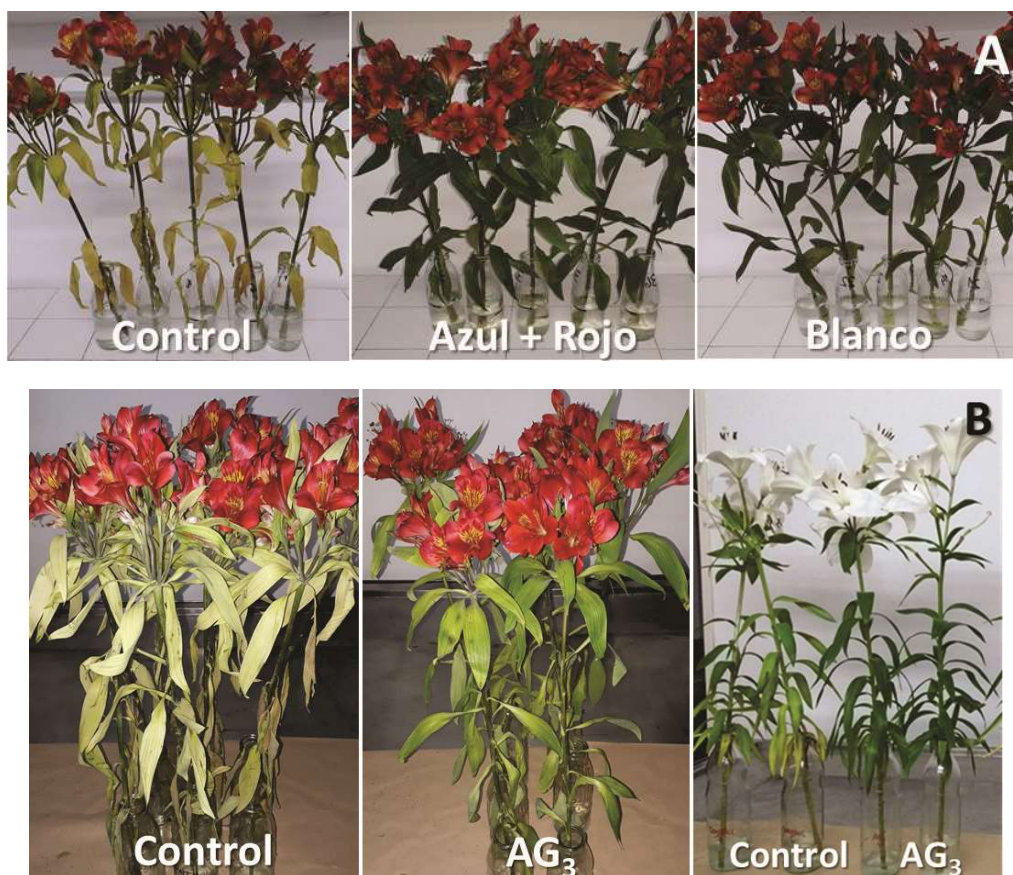 A
Control
Azul + Rojo
Blanco
B
Control
AG₃
Control
AG₃